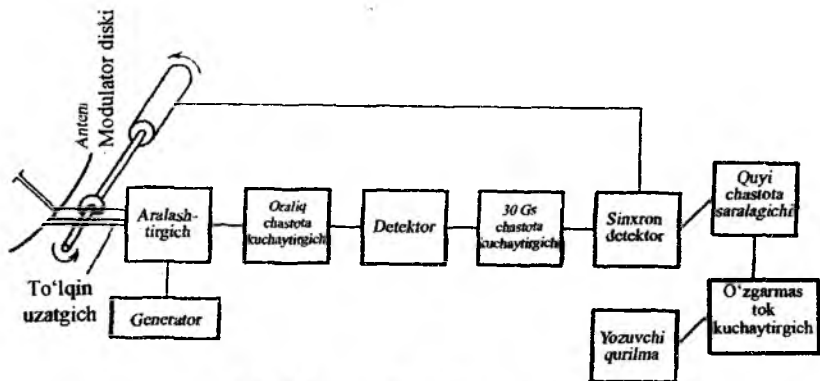 Antenn
Modulator diski
Aralash-
tirgich
Oraliq
chastota
kuchaytirgich
Detektor
30 Gs
chastota
kuchaytirgich
Sinxron
detektor
Quyi
chastota
saralagichi
To‘lqin
uzatgich
Generator
Yozuvchi
qurilma
O‘zgarmas
tok
kuchaytirgich